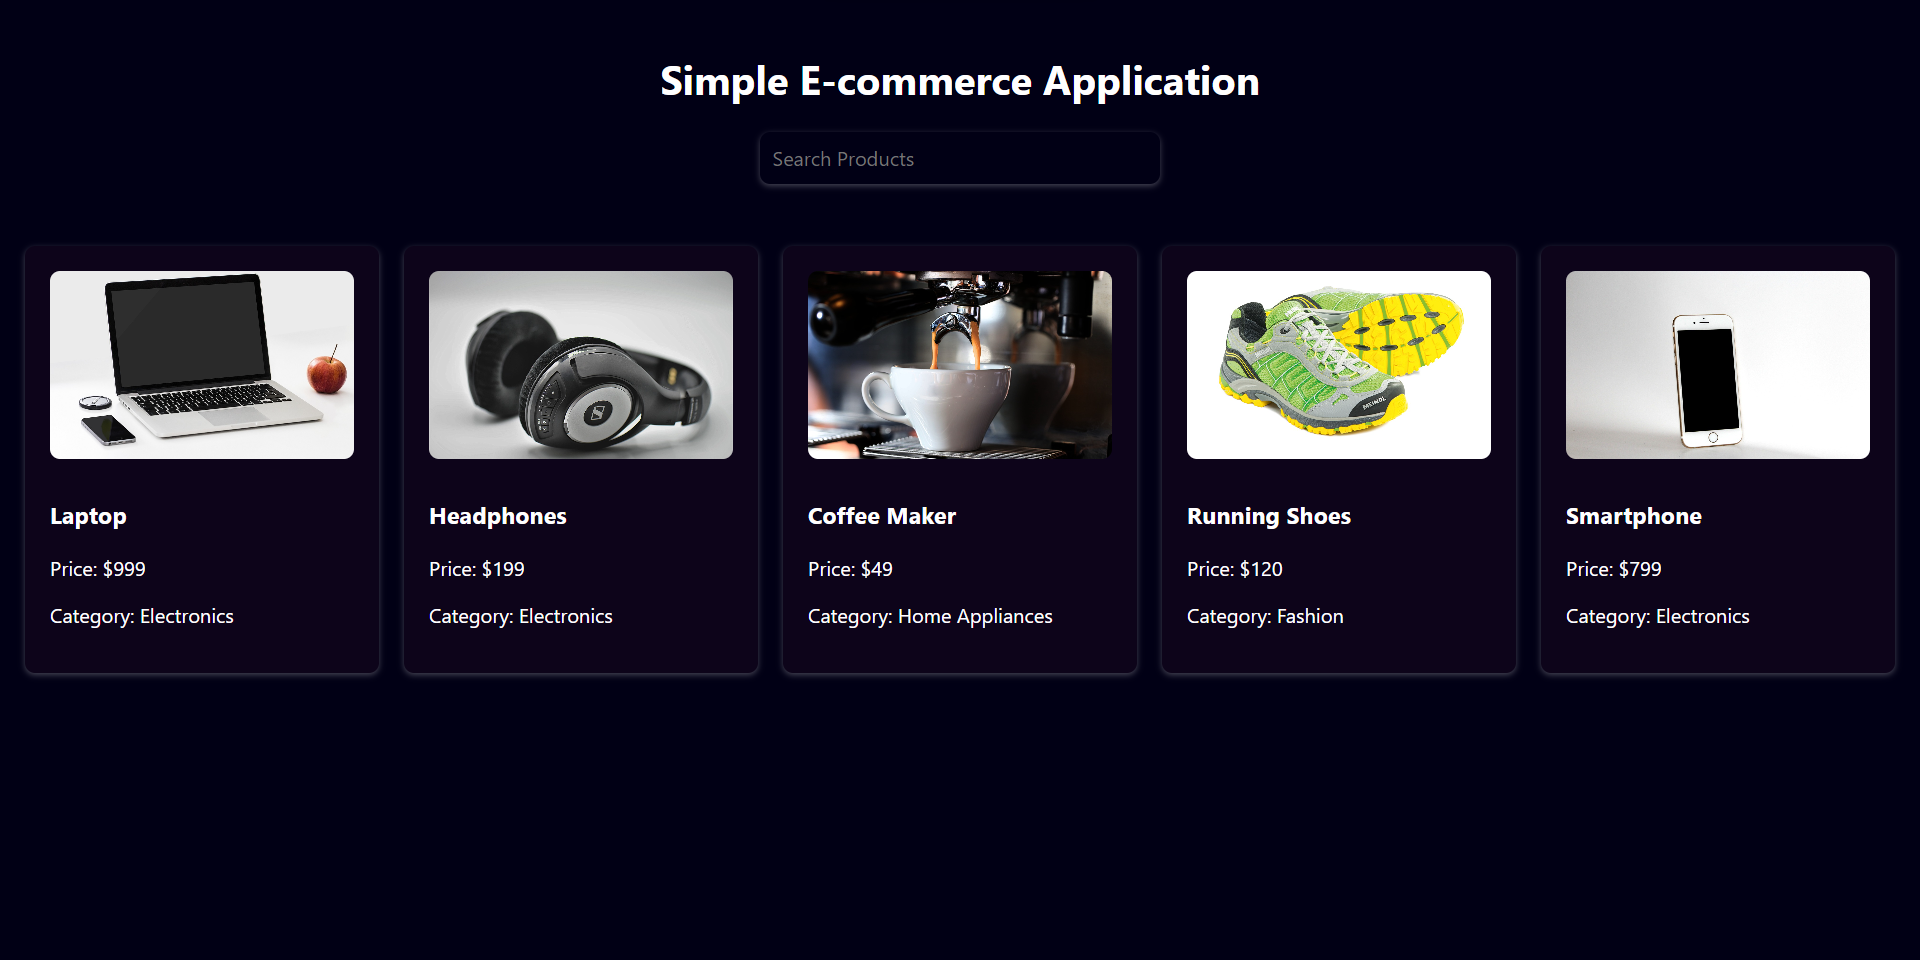 Simple E-commerce Application
Search Products
Laptop
Price: $999
Category: Electronics
Headphones
Price: $199
Category: Electronics
Coffee Maker
Price: $49
Category: Home Appliances
MEINDL
Running Shoes
Price: $120
Category: Fashion
Smartphone
Price: $799
Category: Electronics